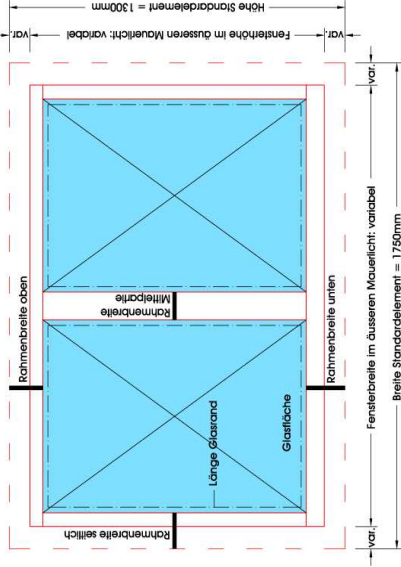 Höhe Standardelement = 1300mm
var.
Fensterhöhe im äusseren Mauerlicht: variabel
var.
Rahmenbreite oben
Rahmenbreite
Mittelpartie
Rahmenbreite unten
Länge Glasrand
Glasfläche
Rahmenbreite seitlich
var.
Fensterbreite im äusseren Mauerlicht: variabel
var.
Breite Standardelement = 1750mm